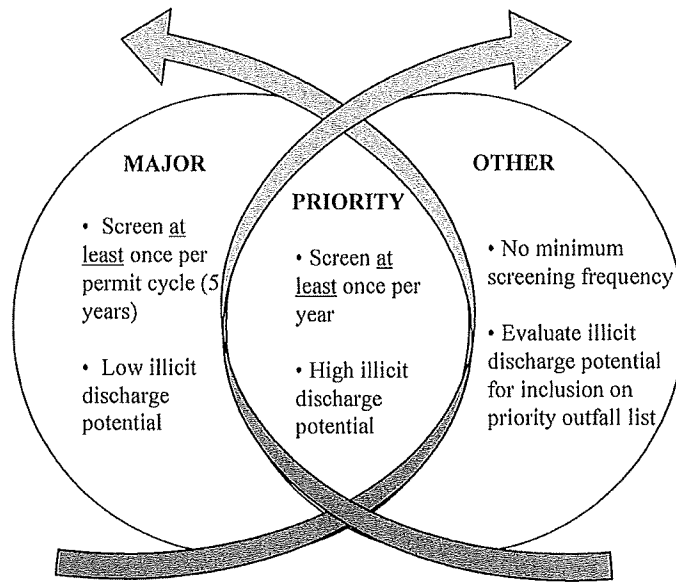 MAJOR
• Screen at
least once per
permit cycle (5
years)
• Low illicit
discharge
potential
PRIORITY
• Screen at
least once per
year
• High illicit
discharge
potential
OTHER
• No minimum
screening frequency
• Evaluate illicit
discharge potential
for inclusion on
priority outfall list